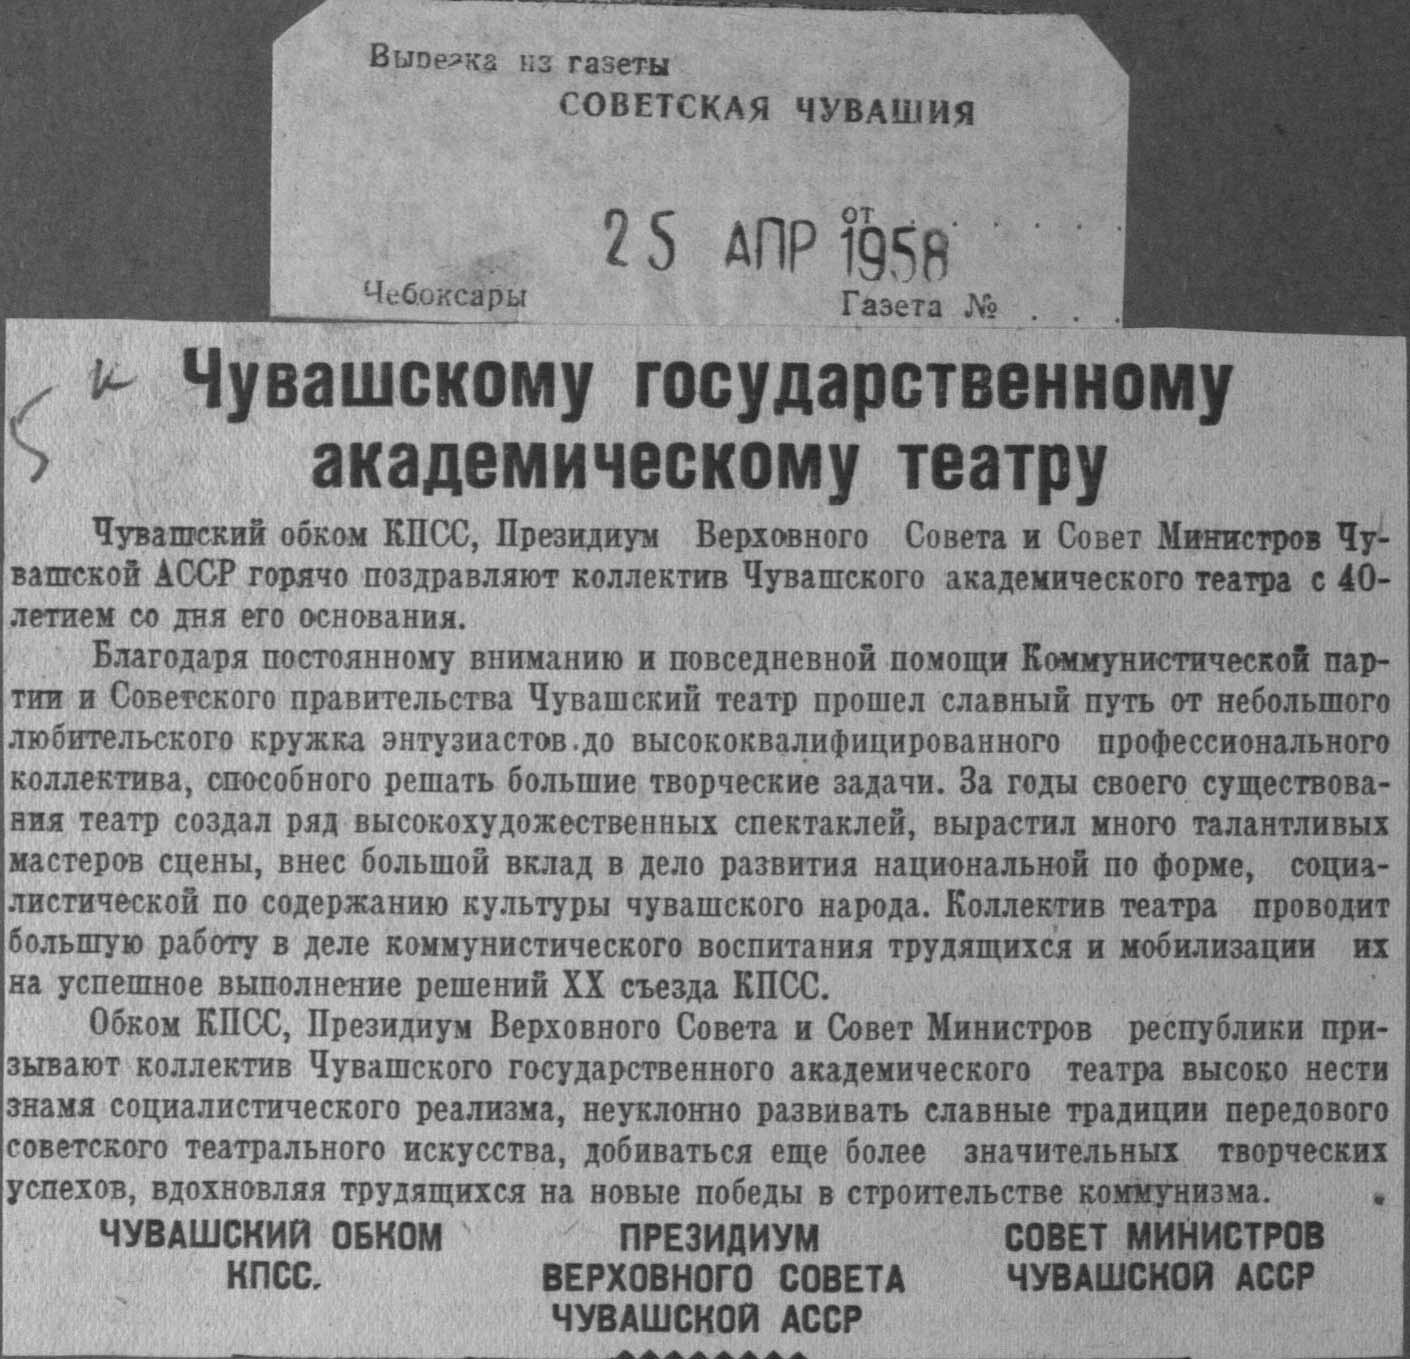 Вырезка из газеты
СОВЕТСКАЯ ЧУВАШИЯ
от . . . . .
25 АПР 1958
Чебоксары Газета № . . .
5 к
Чувашскому государственному
академическому театру
Чувашский обком КПСС, Президиум Верховного Совета и Совет Министров Чу-
вашской АССР горячо поздравляют коллектив Чувашского академического театра с 40-
летием со дня его основания.
Благодаря постоянному вниманию и повседневной помощи Коммунистической пар-
тии и Советского правительства Чувашский театр прошел славный путь от небольшого
любительского кружка энтузиастов до высококвалифицированного профессионального
коллектива, способного решать большие творческие задачи. За годы своего существова-
ния театр создал ряд высокохудожественных спектаклей, вырастил много талантливых
мастеров сцены, внес большой вклад в дело развития национальной по форме, социа-
листической по содержанию культуры чувашского народа. Коллектив театра проводит
большую работу в деле коммунистического воспитания трудящихся и мобилизации их
на успешное выполнение решений XX съезда КПСС.
Обком КПСС, Президиум Верховного Совета и Совет Министров республики при-
зывают коллектив Чувашского государственного академического театра высоко нести
знамя социалистического реализма, неуклонно развивать славные традиции передового
советского театрального искусства, добиваться еще более значительных творческих
успехов, вдохновляя трудящихся на новые победы в строительстве коммунизма.
ЧУВАШСКИЙ ОБКОМ
КПСС.
ПРЕЗИДИУМ
ВЕРХОВНОГО СОВЕТА
ЧУВАШСКОЙ АССР
СОВЕТ МИНИСТРОВ
ЧУВАШСКОЙ АССР